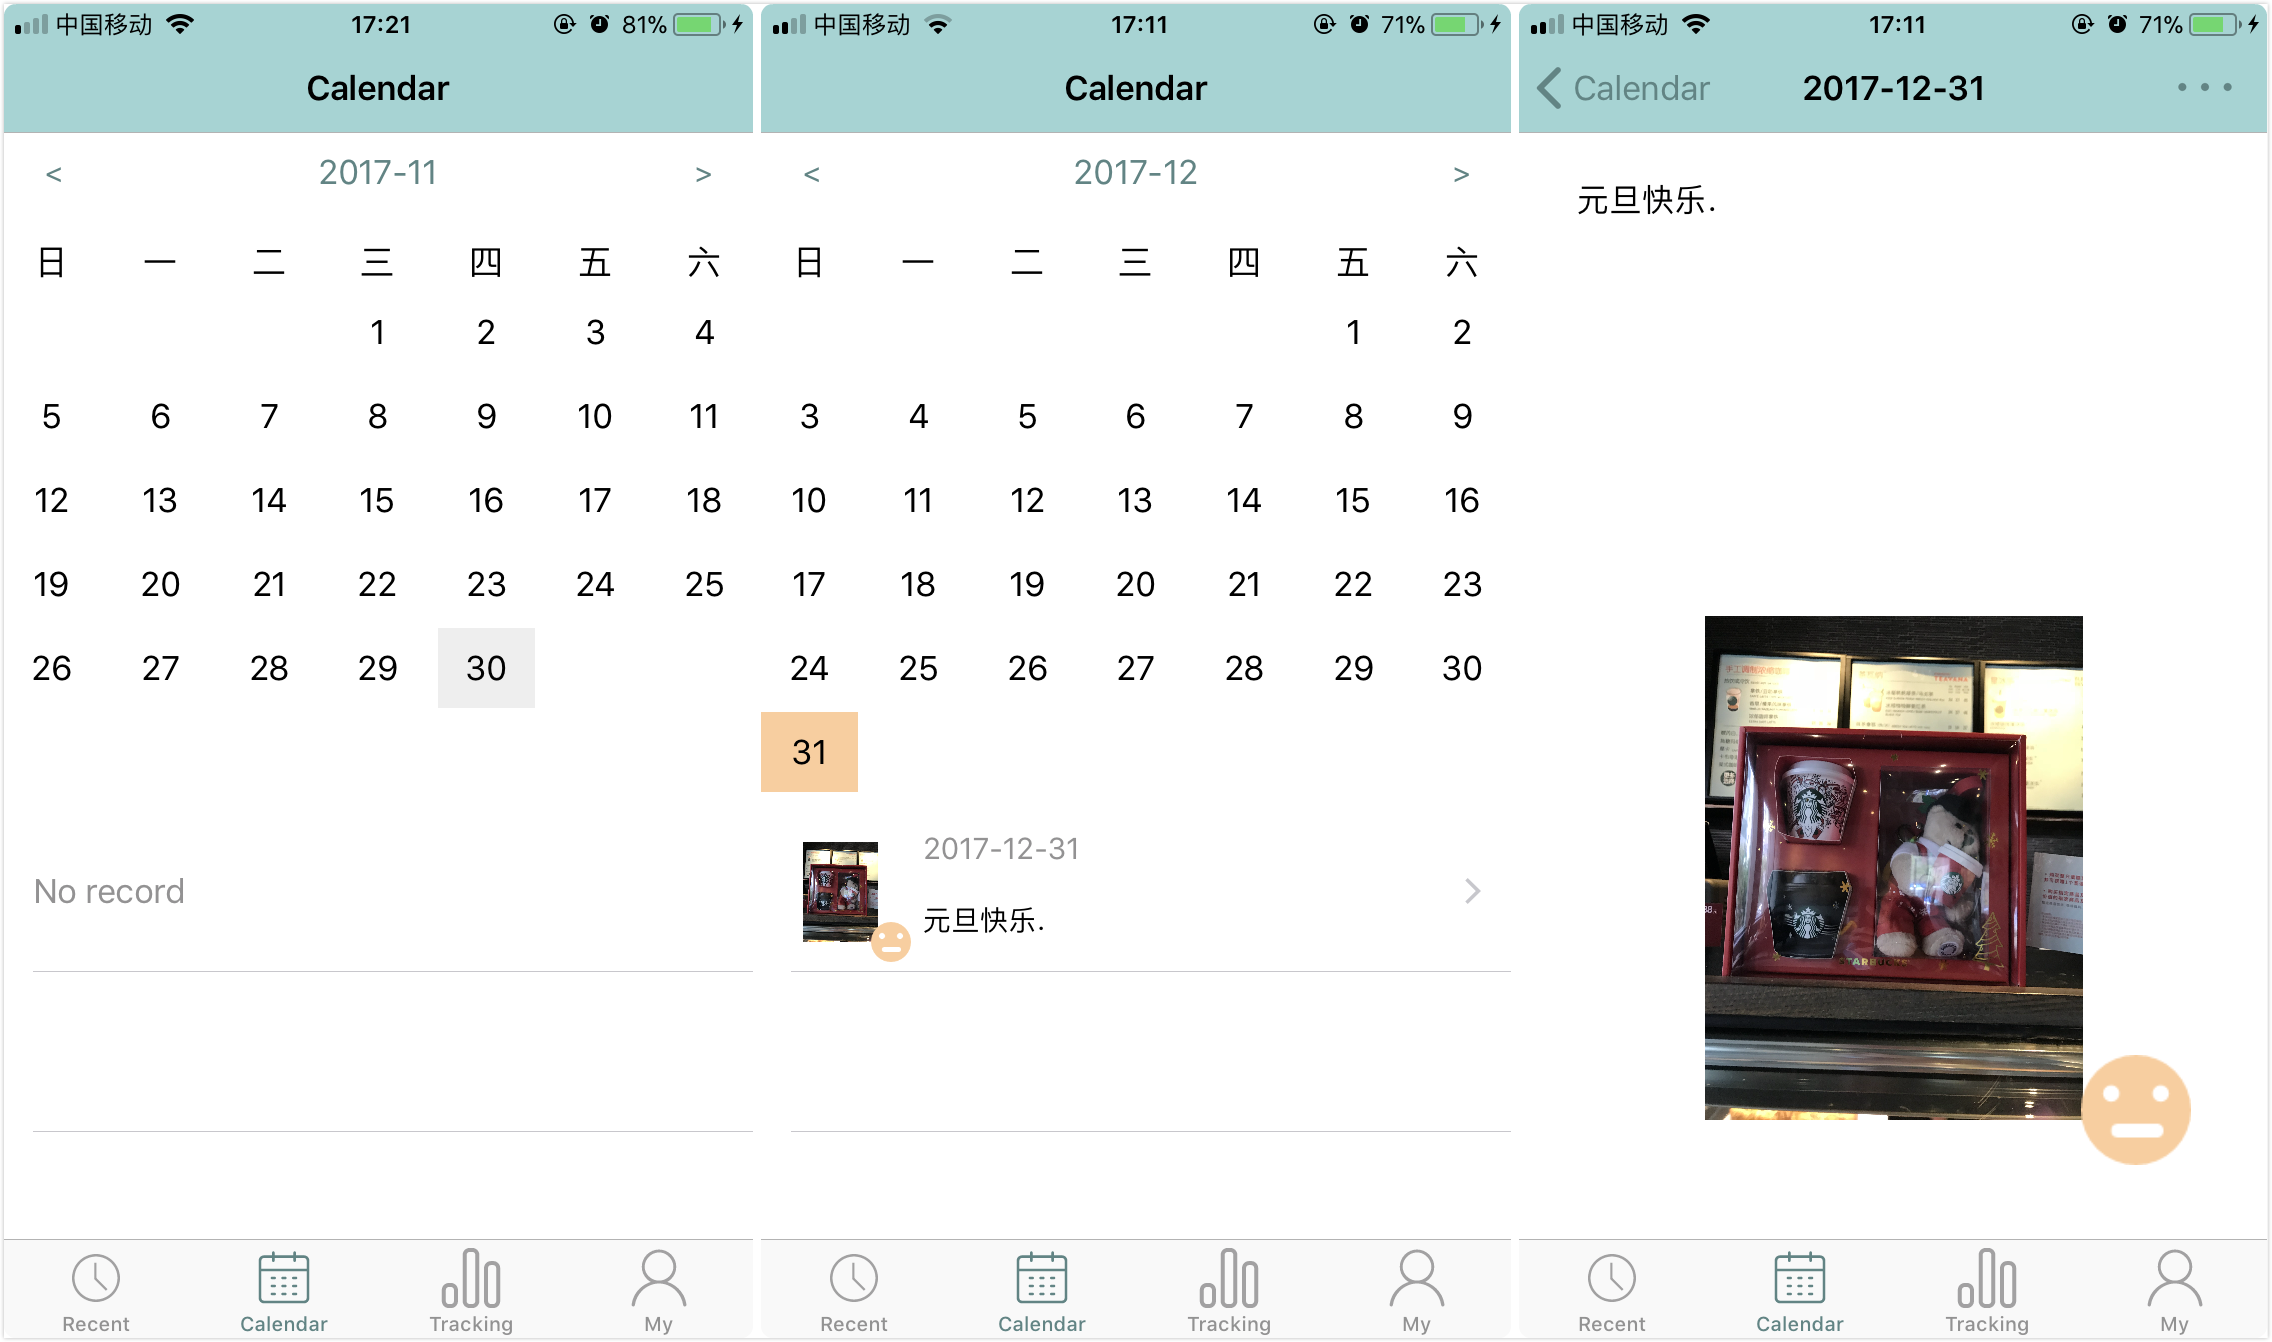 中国移动 17:21 81%
Calendar
< 2017-11 >
日 一 二 三 四 五 六
1 2 3 4
5 6 7 8 9 10 11
12 13 14 15 16 17 18
19 20 21 22 23 24 25
26 27 28 29 30
No record
Recent Calendar Tracking My
中国移动 17:11 71%
Calendar
< 2017-12 >
日 一 二 三 四 五 六
1 2
3 4 5 6 7 8 9
10 11 12 13 14 15 16
17 18 19 20 21 22 23
24 25 26 27 28 29 30
31
2017-12-31
元旦快乐.
Recent Calendar Tracking My
中国移动 17:11 71%
Calendar 2017-12-31 ...
元旦快乐.
Recent Calendar Tracking My